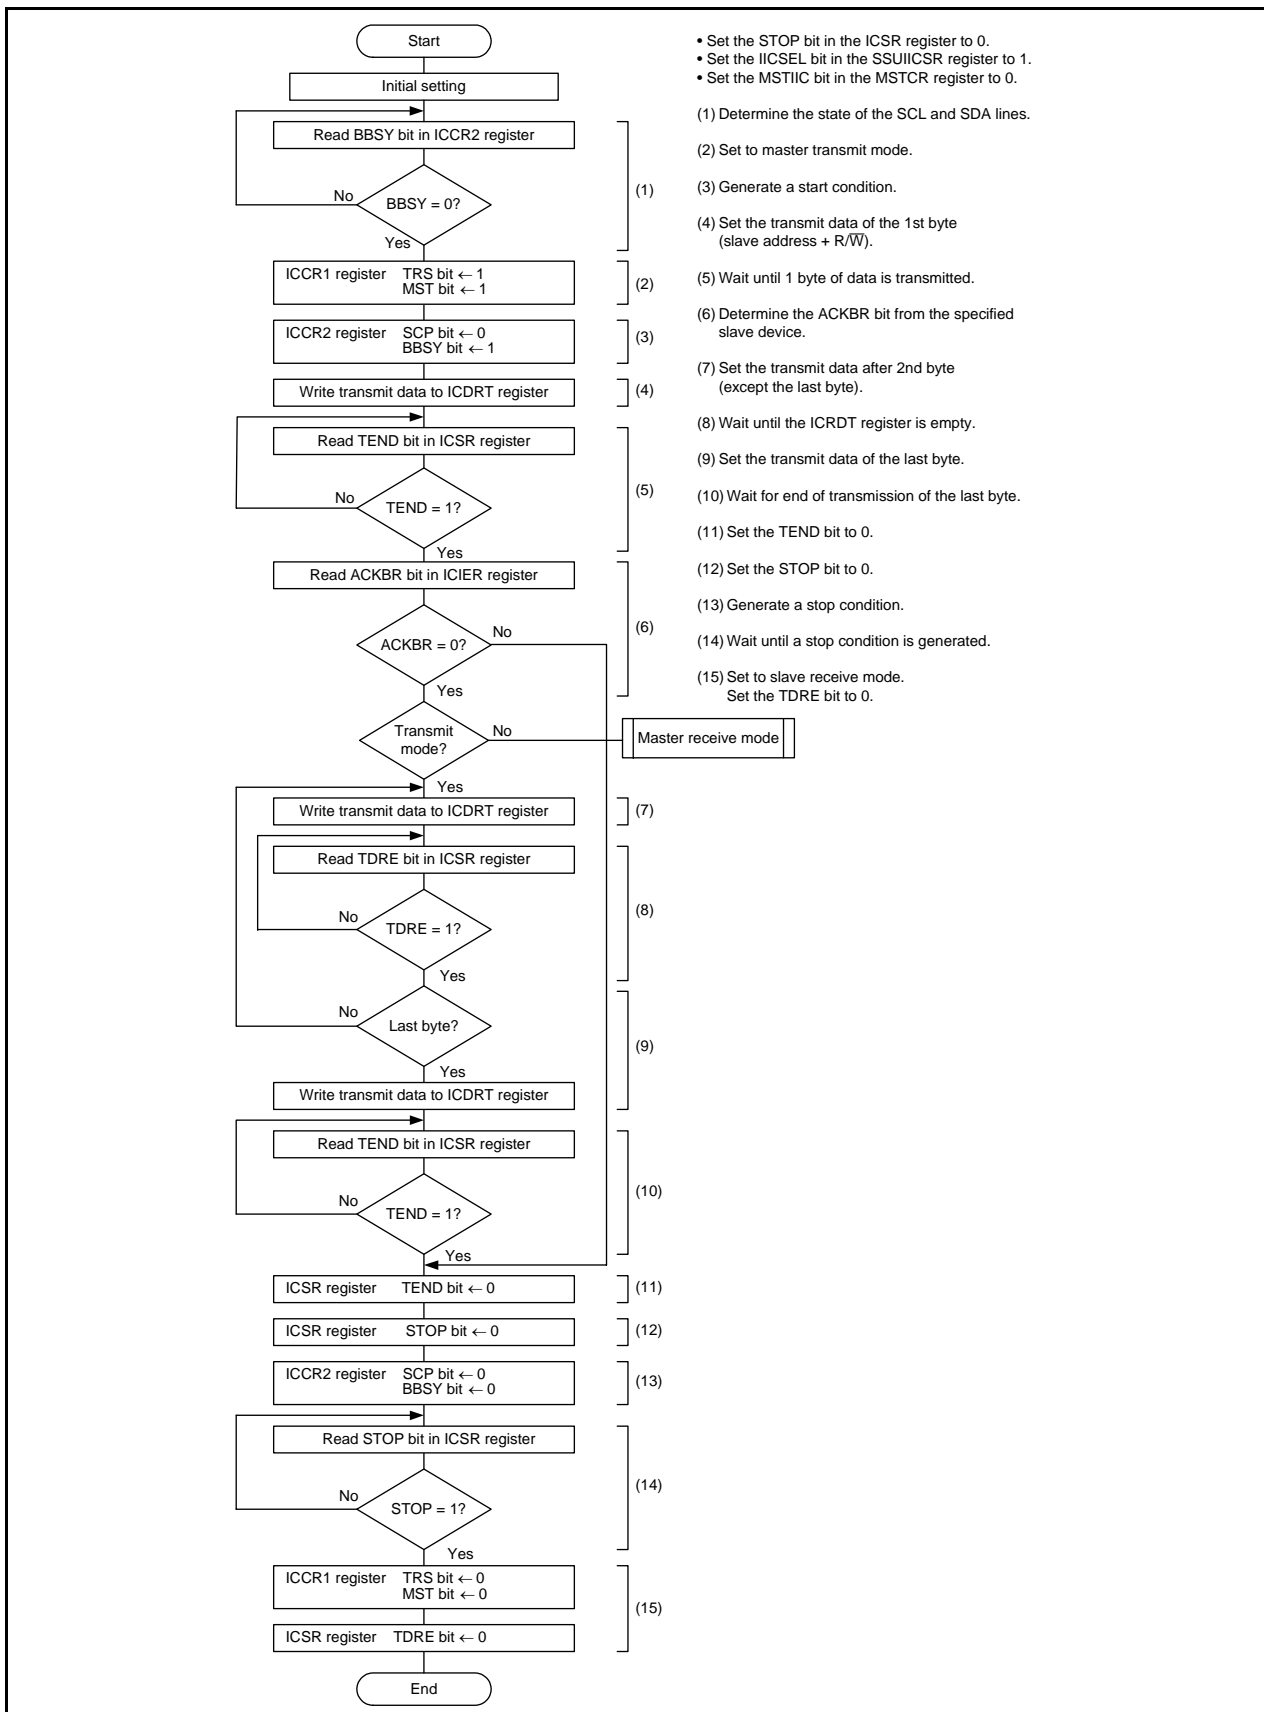 Start
Initial setting
Read BBSY bit in ICCR2 register
BBSY = 0?
No
Yes
(1)
ICCR1 register TRS bit ← 1
MST bit ← 1
(2)
ICCR2 register SCP bit ← 0
BBSY bit ← 1
(3)
Write transmit data to ICDRT register
(4)
Read TEND bit in ICSR register
TEND = 1?
No
Yes
(5)
Read ACKBR bit in ICIER register
ACKBR = 0?
No
Yes
(6)
Transmit
mode?
No
Yes
Master receive mode
Write transmit data to ICDRT register
(7)
Read TDRE bit in ICSR register
TDRE = 1?
No
Yes
(8)
Last byte?
No
Yes
Write transmit data to ICDRT register
(9)
Read TEND bit in ICSR register
TEND = 1?
No
Yes
(10)
ICSR register TEND bit ← 0
(11)
ICSR register STOP bit ← 0
(12)
ICCR2 register SCP bit ← 0
BBSY bit ← 0
(13)
Read STOP bit in ICSR register
STOP = 1?
No
Yes
(14)
ICCR1 register TRS bit ← 0
MST bit ← 0
ICSR register TDRE bit ← 0
(15)
End
• Set the STOP bit in the ICSR register to 0.
• Set the IICSEL bit in the SSUIICSR register to 1.
• Set the MSTIIC bit in the MSTCR register to 0.
(1) Determine the state of the SCL and SDA lines.
(2) Set to master transmit mode.
(3) Generate a start condition.
(4) Set the transmit data of the 1st byte
(slave address + R/W̅).
(5) Wait until 1 byte of data is transmitted.
(6) Determine the ACKBR bit from the specified
slave device.
(7) Set the transmit data after 2nd byte
(except the last byte).
(8) Wait until the ICRDT register is empty.
(9) Set the transmit data of the last byte.
(10) Wait for end of transmission of the last byte.
(11) Set the TEND bit to 0.
(12) Set the STOP bit to 0.
(13) Generate a stop condition.
(14) Wait until a stop condition is generated.
(15) Set to slave receive mode.
Set the TDRE bit to 0.